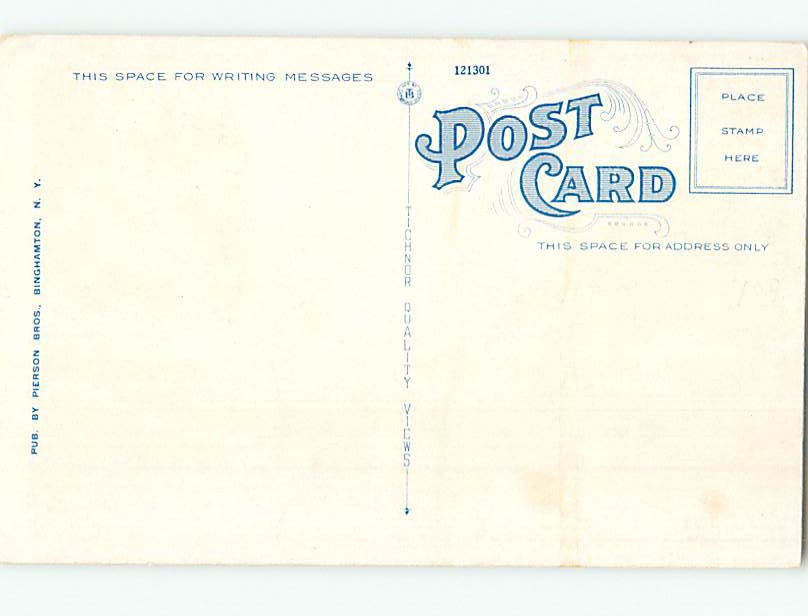 THIS SPACE FOR WRITING MESSAGES
121301
POST
CARD
PLACE
STAMP
HERE
THIS SPACE FOR ADDRESS ONLY
TICHNOR QUALITY VIEWS
PUB. BY PIERSON BROS., BINGHAMTON, N. Y.